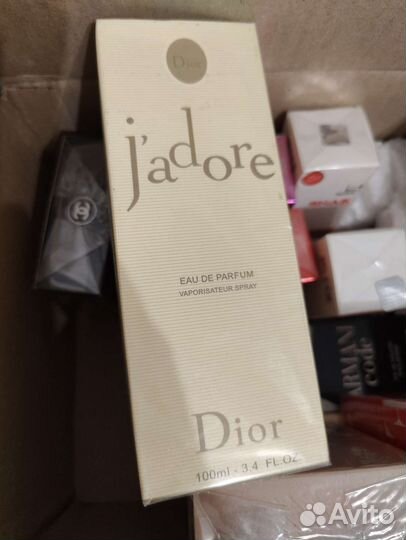 Dior
j'adore
EAU DE PARFUM
VAPORISATEUR SPRAY
Dior
100ml - 3.4 FL.OZ.
ARMANI
code
Avito